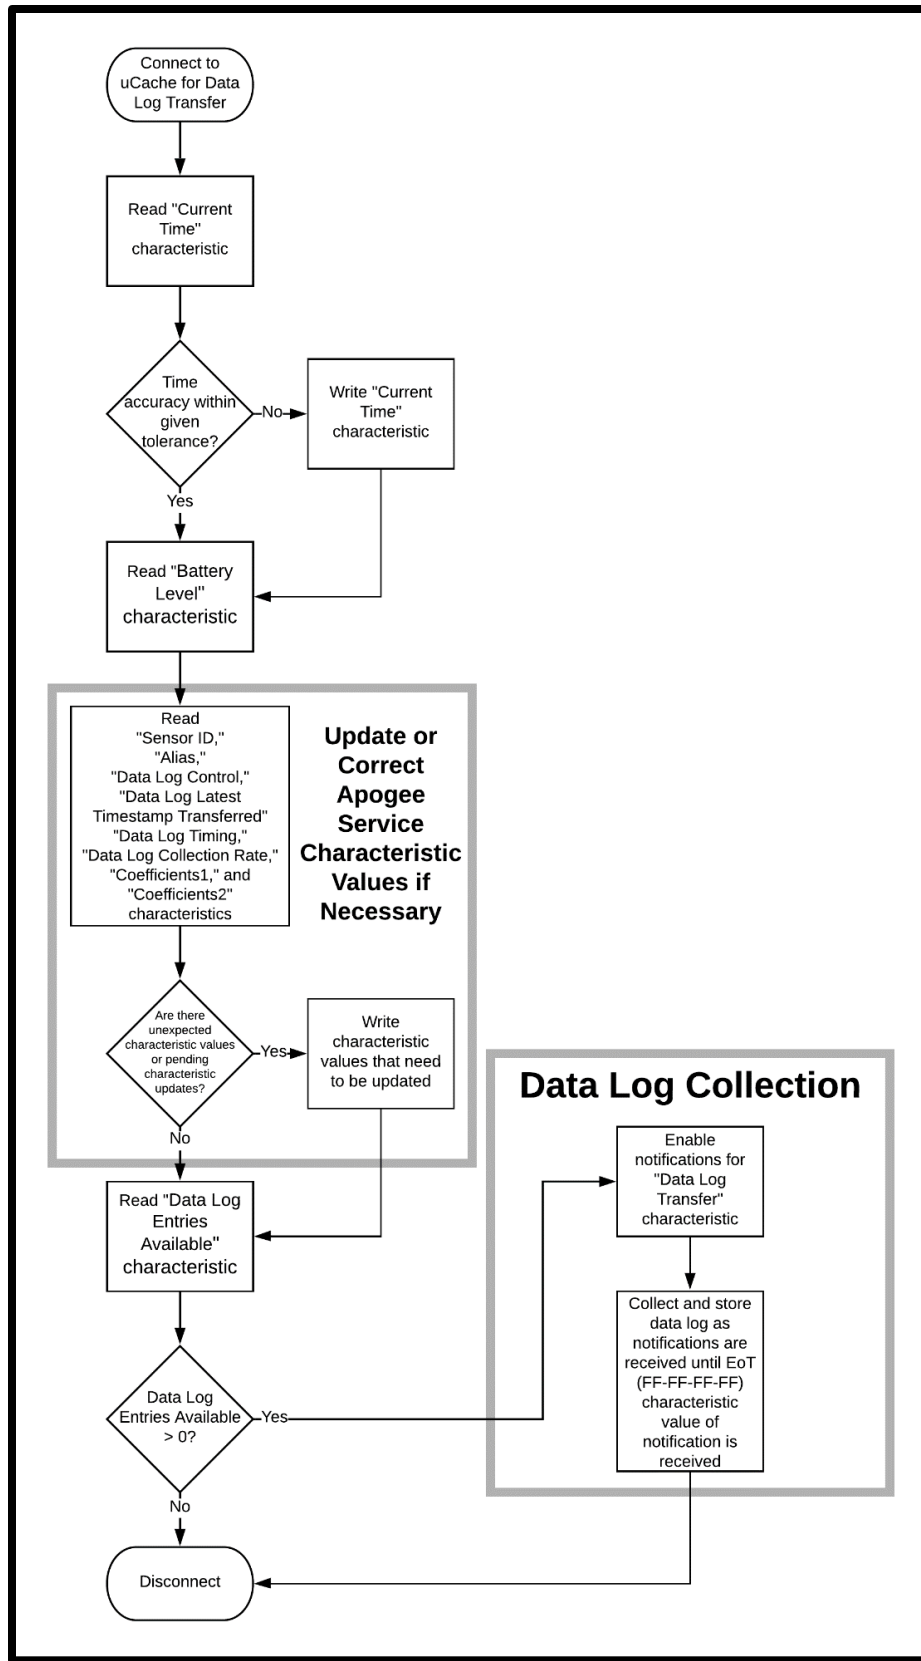 Connect to
uCache for Data
Log Transfer
Read "Current
Time"
characteristic
Time
accuracy within
given
tolerance?
No
Write "Current
Time"
characteristic
Yes
Read "Battery
Level"
characteristic
Read
"Sensor ID,"
"Alias,"
"Data Log Control,"
"Data Log Latest
Timestamp Transferred"
"Data Log Timing,"
"Data Log Collection Rate,"
"Coefficients1," and
"Coefficients2"
characteristics
Update or
Correct
Apogee
Service
Characteristic
Values if
Necessary
Are there
unexpected
characteristic values
or pending
characteristic
updates?
Yes
Write
characteristic
values that need
to be updated
No
Read "Data Log
Entries
Available"
characteristic
Data Log
Entries Available
> 0?
Yes
Data Log Collection
Enable
notifications for
"Data Log
Transfer"
characteristic
Collect and store
data log as
notifications are
received until EoT
(FF-FF-FF-FF)
characteristic
value of
notification is
received
No
Disconnect